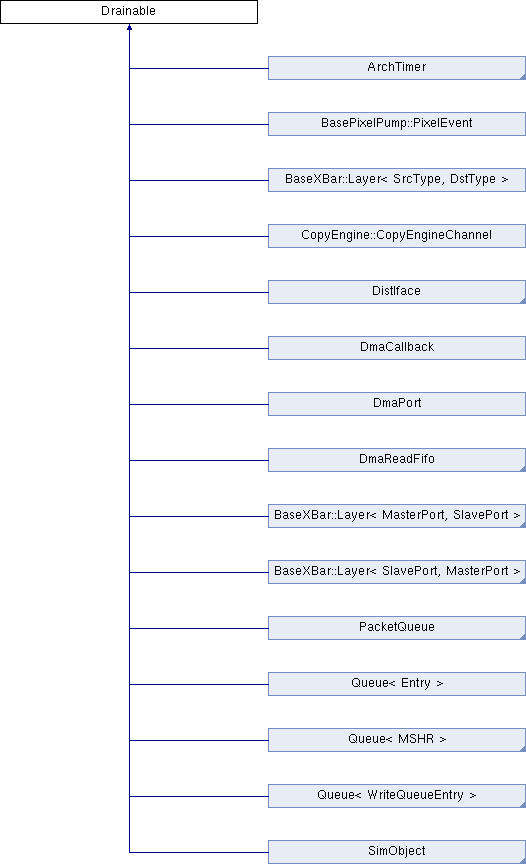 Drainable
ArchTimer
BasePixelPump::PixelEvent
BaseXBar::Layer< SrcType, DstType >
CopyEngine::CopyEngineChannel
DistIface
DmaCallback
DmaPort
DmaReadFifo
BaseXBar::Layer< MasterPort, SlavePort >
BaseXBar::Layer< SlavePort, MasterPort >
PacketQueue
Queue< Entry >
Queue< MSHR >
Queue< WriteQueueEntry >
SimObject